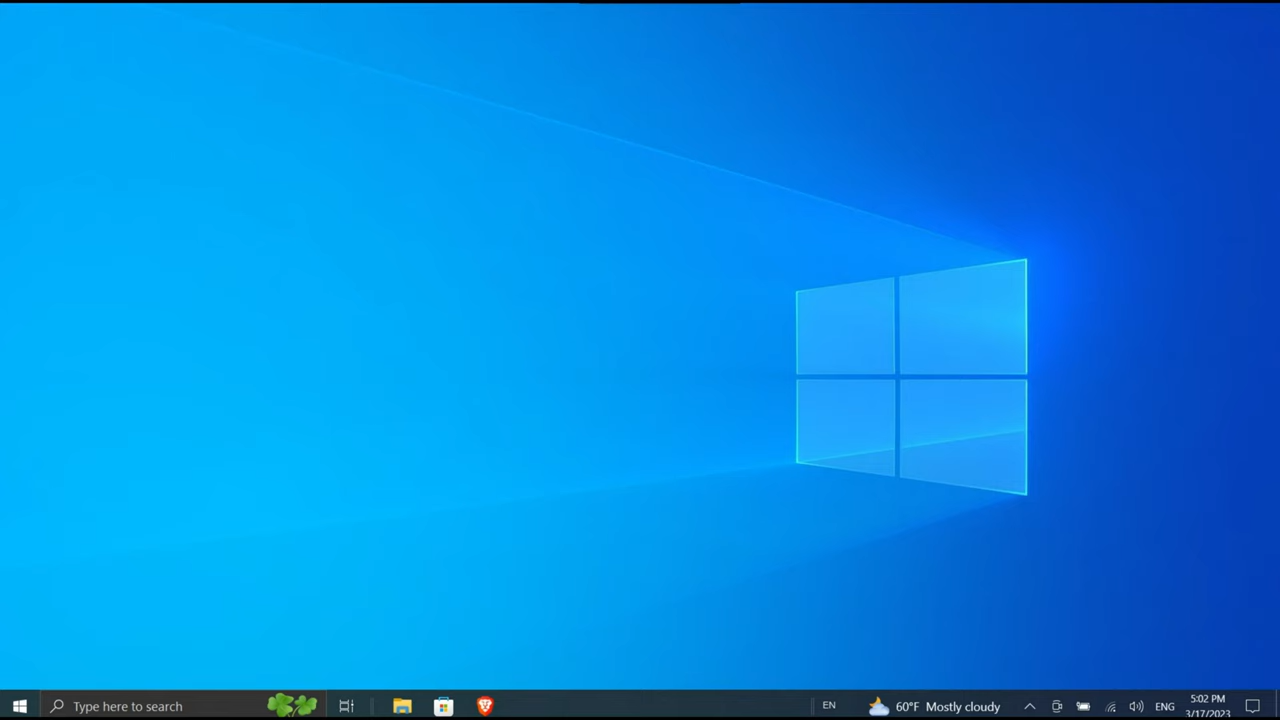 Type here to search
EN
60°F Mostly cloudy
ENG
5:02 PM
3/17/2023